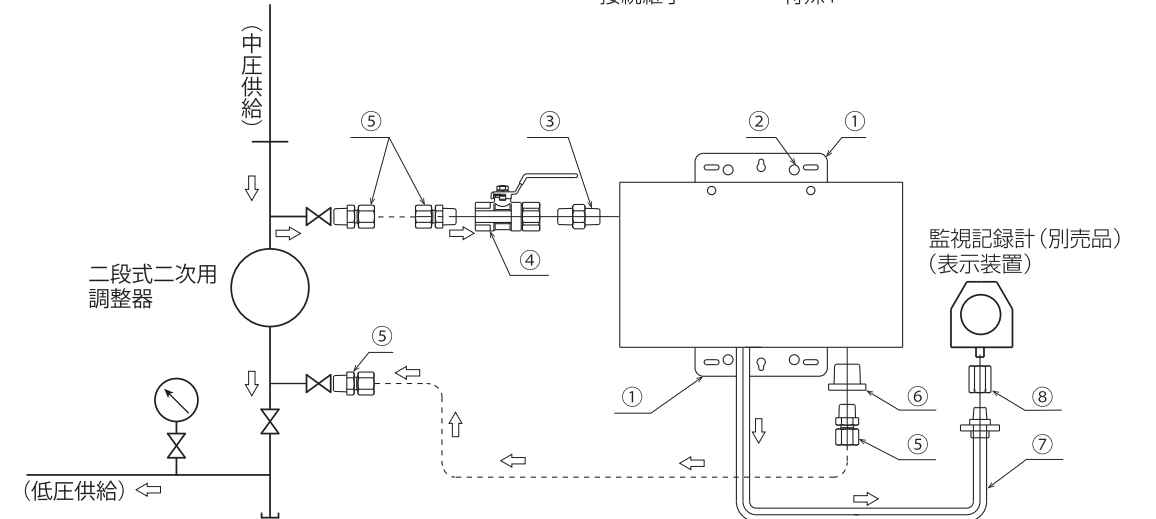 (中圧供給)
⑤
③
②
①
④
監視記録計(別売品)
(表示装置)
二段式二次用
調整器
⑤
①
⑥
⑧
⑤
⑦
(低圧供給)